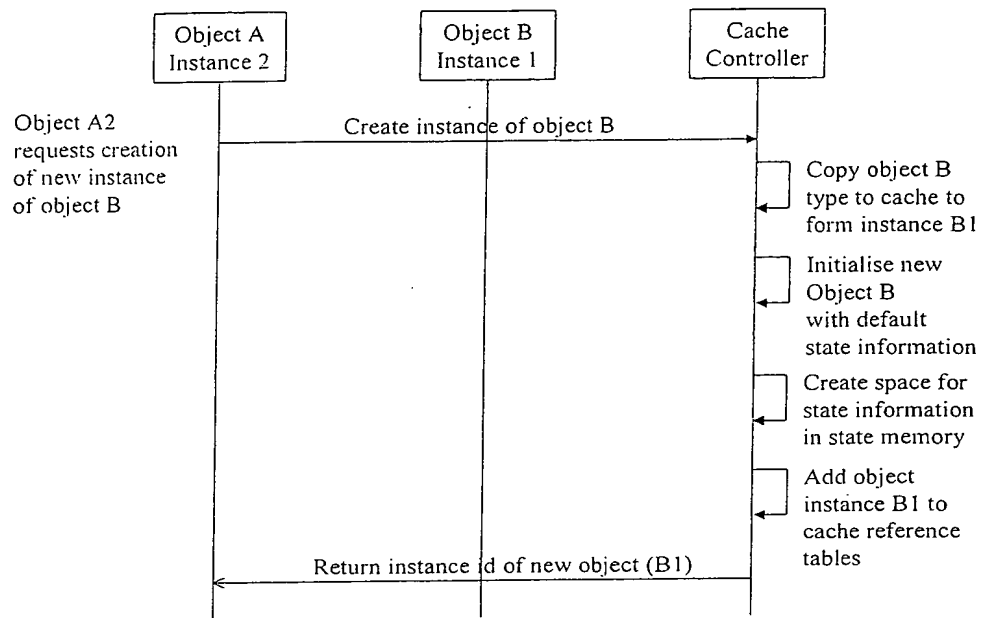 Object A
Instance 2
Object B
Instance 1
Cache
Controller
Object A2
requests creation
of new instance
of object B
Create instance of object B
Copy object B
type to cache to
form instance B1
Initialise new
Object B
with default
state information
Create space for
state information
in state memory
Add object
instance B1 to
cache reference
tables
Return instance id of new object (B1)